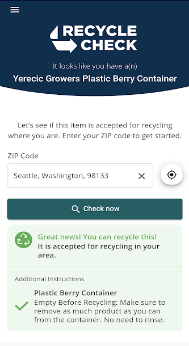 RECYCLE
CHECK
It looks like you have a(n)
Yerecic Growers Plastic Berry Container
Let's see if this item is accepted for recycling
where you are. Enter your ZIP code to get started.
ZIP Code
Seattle, Washington, 98133
Check now
Great news! You can recycle this!
It is accepted for recycling in your
area.
Additional Instructions
Plastic Berry Container
Empty Before Recycling: Make sure to
remove as much product as you can
from the container. No need to rinse.